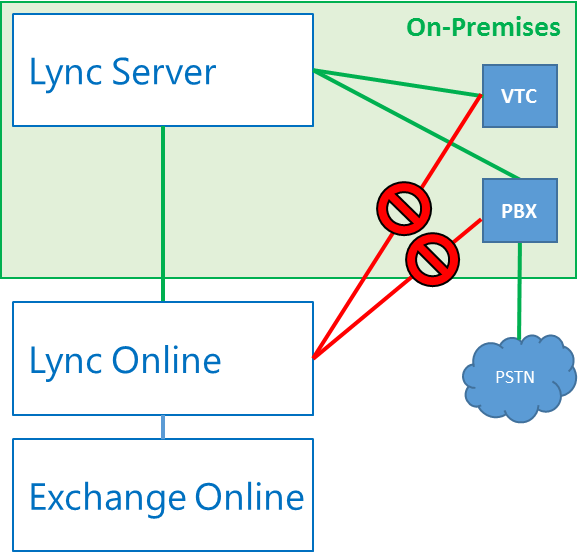 On-Premises
Lync Server
VTC
PBX
Lync Online
PSTN
Exchange Online